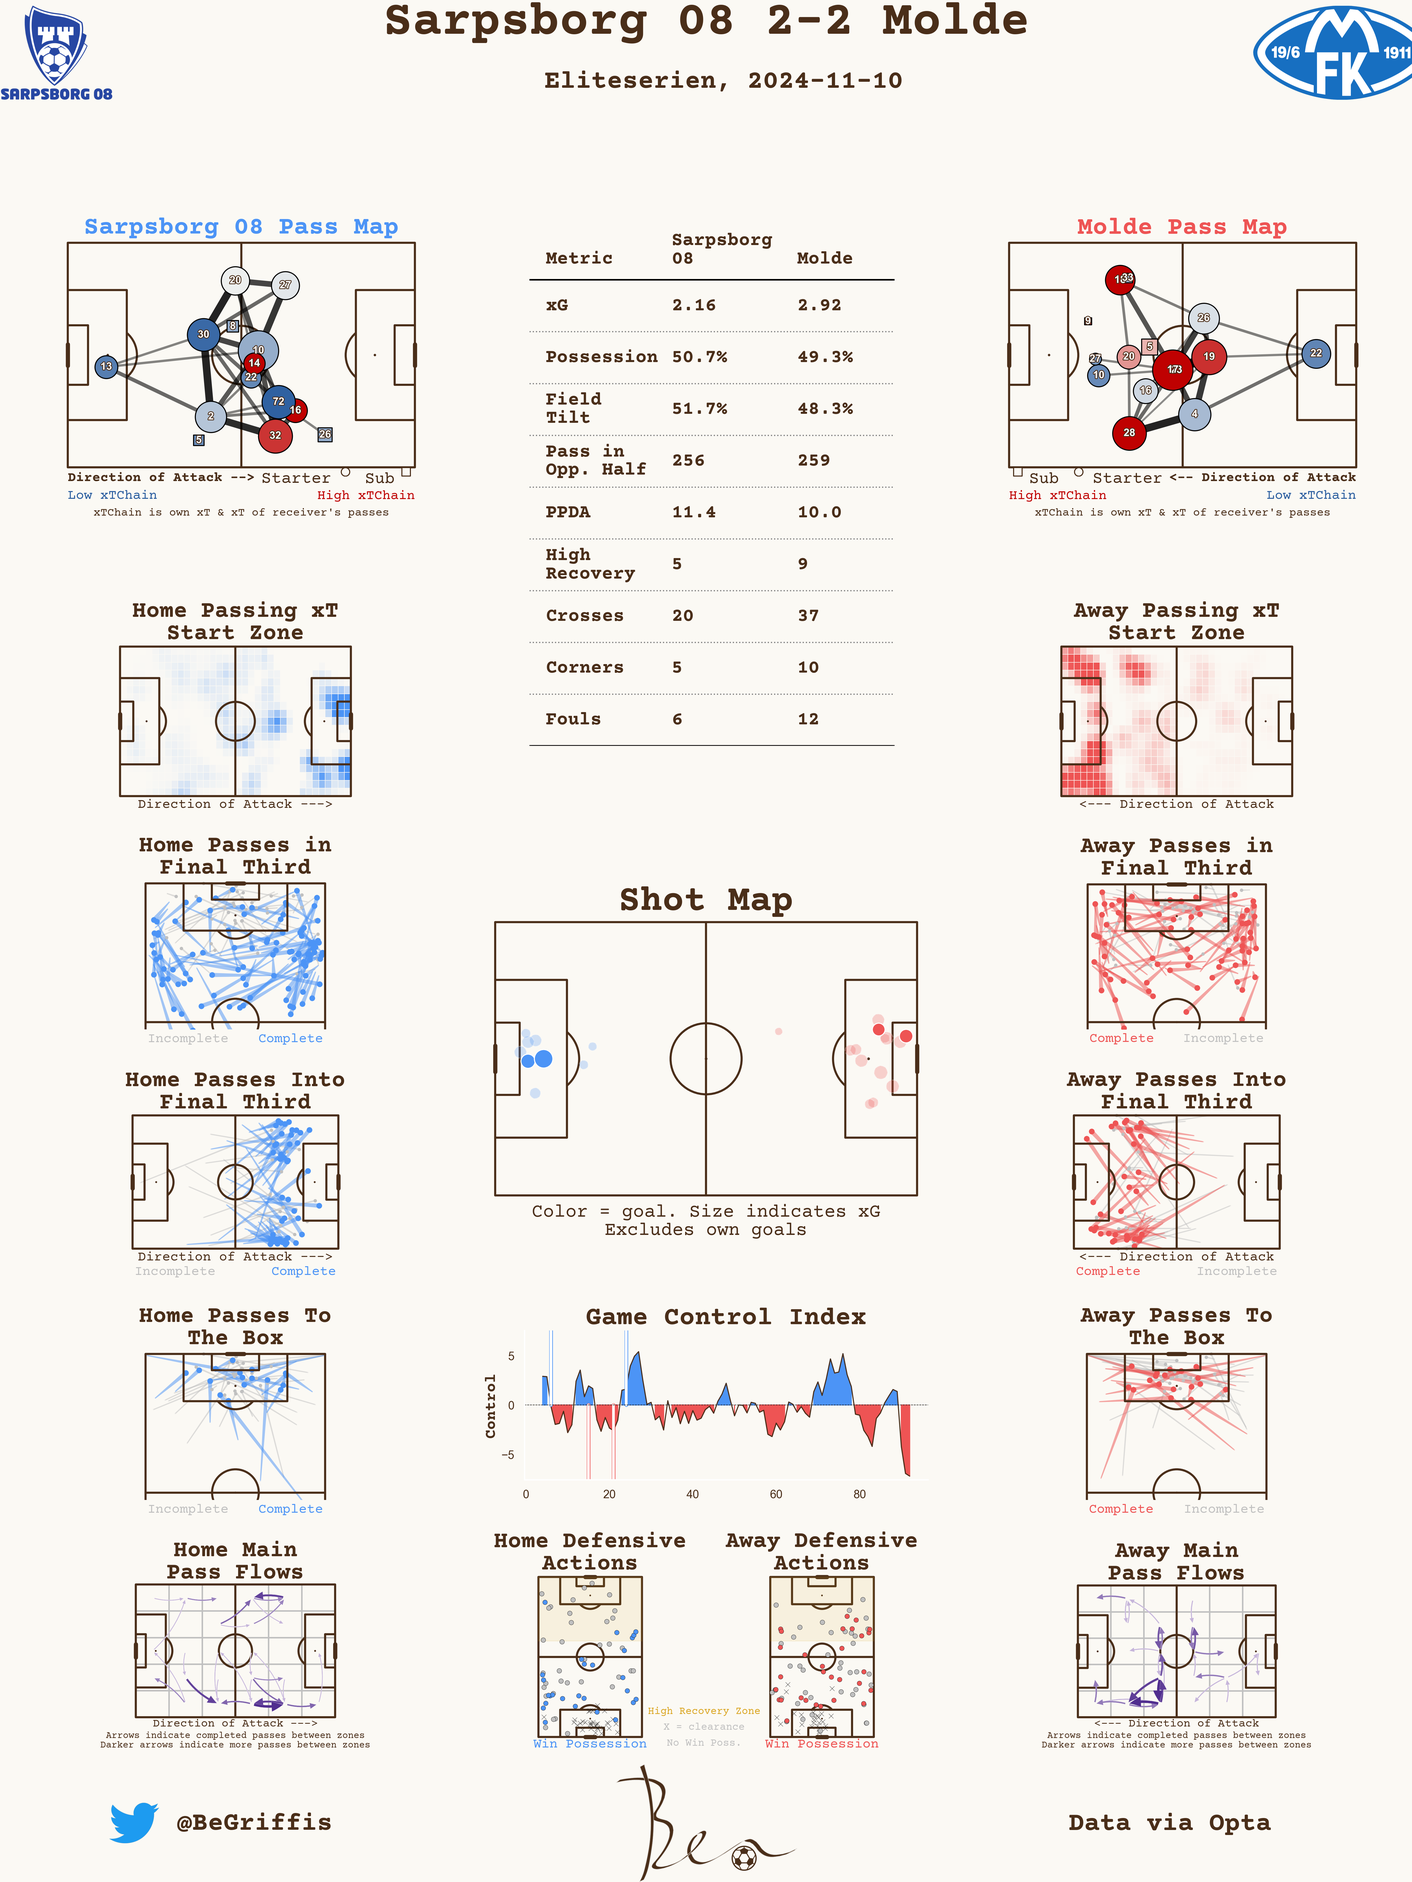 Sarpsborg 08 2-2 Molde
Eliteserien, 2024-11-10
SARPSBORG 08
19/6 M FK 1911
Sarpsborg 08 Pass Map
20
27
8
30
10
14
13
22
72
16
2
32
26
5
Direction of Attack --> Starter Sub
Low xTChain High xTChain
xTChain is own xT & xT of receiver's passes
Metric Sarpsborg 08 Molde
xG 2.16 2.92
Possession 50.7% 49.3%
Field Tilt 51.7% 48.3%
Pass in Opp. Half 256 259
PPDA 11.4 10.0
High Recovery 5 9
Crosses 20 37
Corners 5 10
Fouls 6 12
Molde Pass Map
33
9
26
5
27
20
19
22
10
16
4
28
Sub Starter <-- Direction of Attack
High xTChain Low xTChain
xTChain is own xT & xT of receiver's passes
Home Passing xT
Start Zone
Direction of Attack --->
Away Passing xT
Start Zone
<--- Direction of Attack
Home Passes in
Final Third
Incomplete Complete
Away Passes in
Final Third
Complete Incomplete
Shot Map
Color = goal. Size indicates xG
Excludes own goals
Home Passes Into
Final Third
Direction of Attack --->
Incomplete Complete
Away Passes Into
Final Third
<--- Direction of Attack
Complete Incomplete
Home Passes To
The Box
Incomplete Complete
Game Control Index
Control
5
0
−5
0 20 40 60 80
Away Passes To
The Box
Complete Incomplete
Home Main
Pass Flows
Direction of Attack --->
Arrows indicate completed passes between zones
Darker arrows indicate more passes between zones
Home Defensive
Actions
Win Possession
High Recovery Zone
X = clearance
No Win Poss.
Away Defensive
Actions
Win Possession
Away Main
Pass Flows
<--- Direction of Attack
Arrows indicate completed passes between zones
Darker arrows indicate more passes between zones
@BeGriffis
Ben
Data via Opta